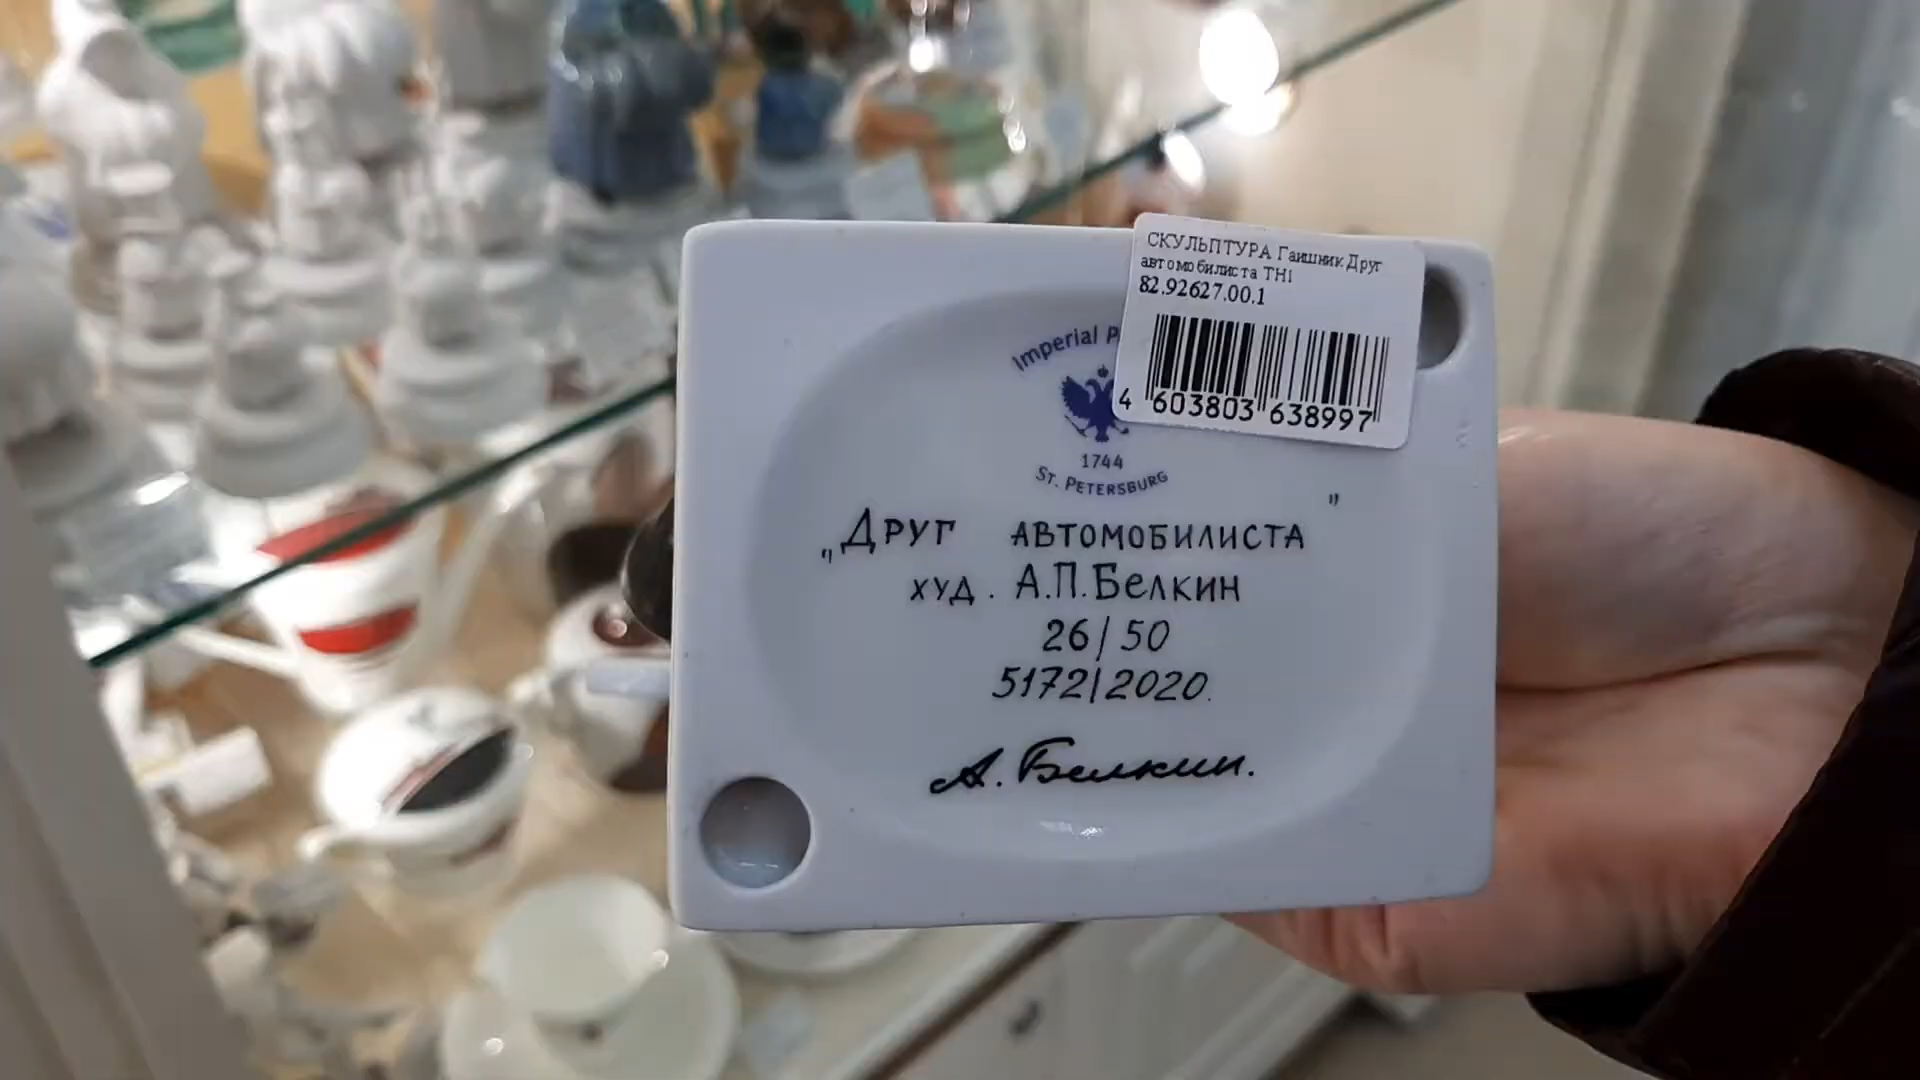 СКУЛЬПТУРА Гаишник Друг
автомобилиста ТН1
82.92627.00.1
4 603803 638997
Imperial
1744
St. Petersburg
„Друг автомобилиста"
худ. А.П.Белкин
26/50
5172/2020.
А. Белкин.